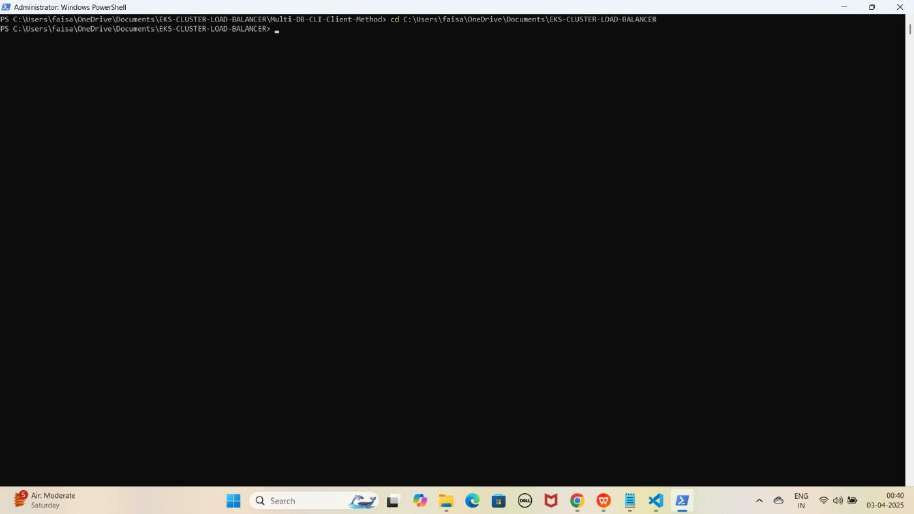 Administrator: Windows PowerShell
PS C:\Users\faisa\OneDrive\Documents\EKS-CLUSTER-LOAD-BALANCER\Multi-DB-CLI-Client-Method> cd C:\Users\faisa\OneDrive\Documents\EKS-CLUSTER-LOAD-BALANCER
PS C:\Users\faisa\OneDrive\Documents\EKS-CLUSTER-LOAD-BALANCER>
5
Air: Moderate
Saturday
Search
DELL
ENG
IN
00:40
03-04-2025